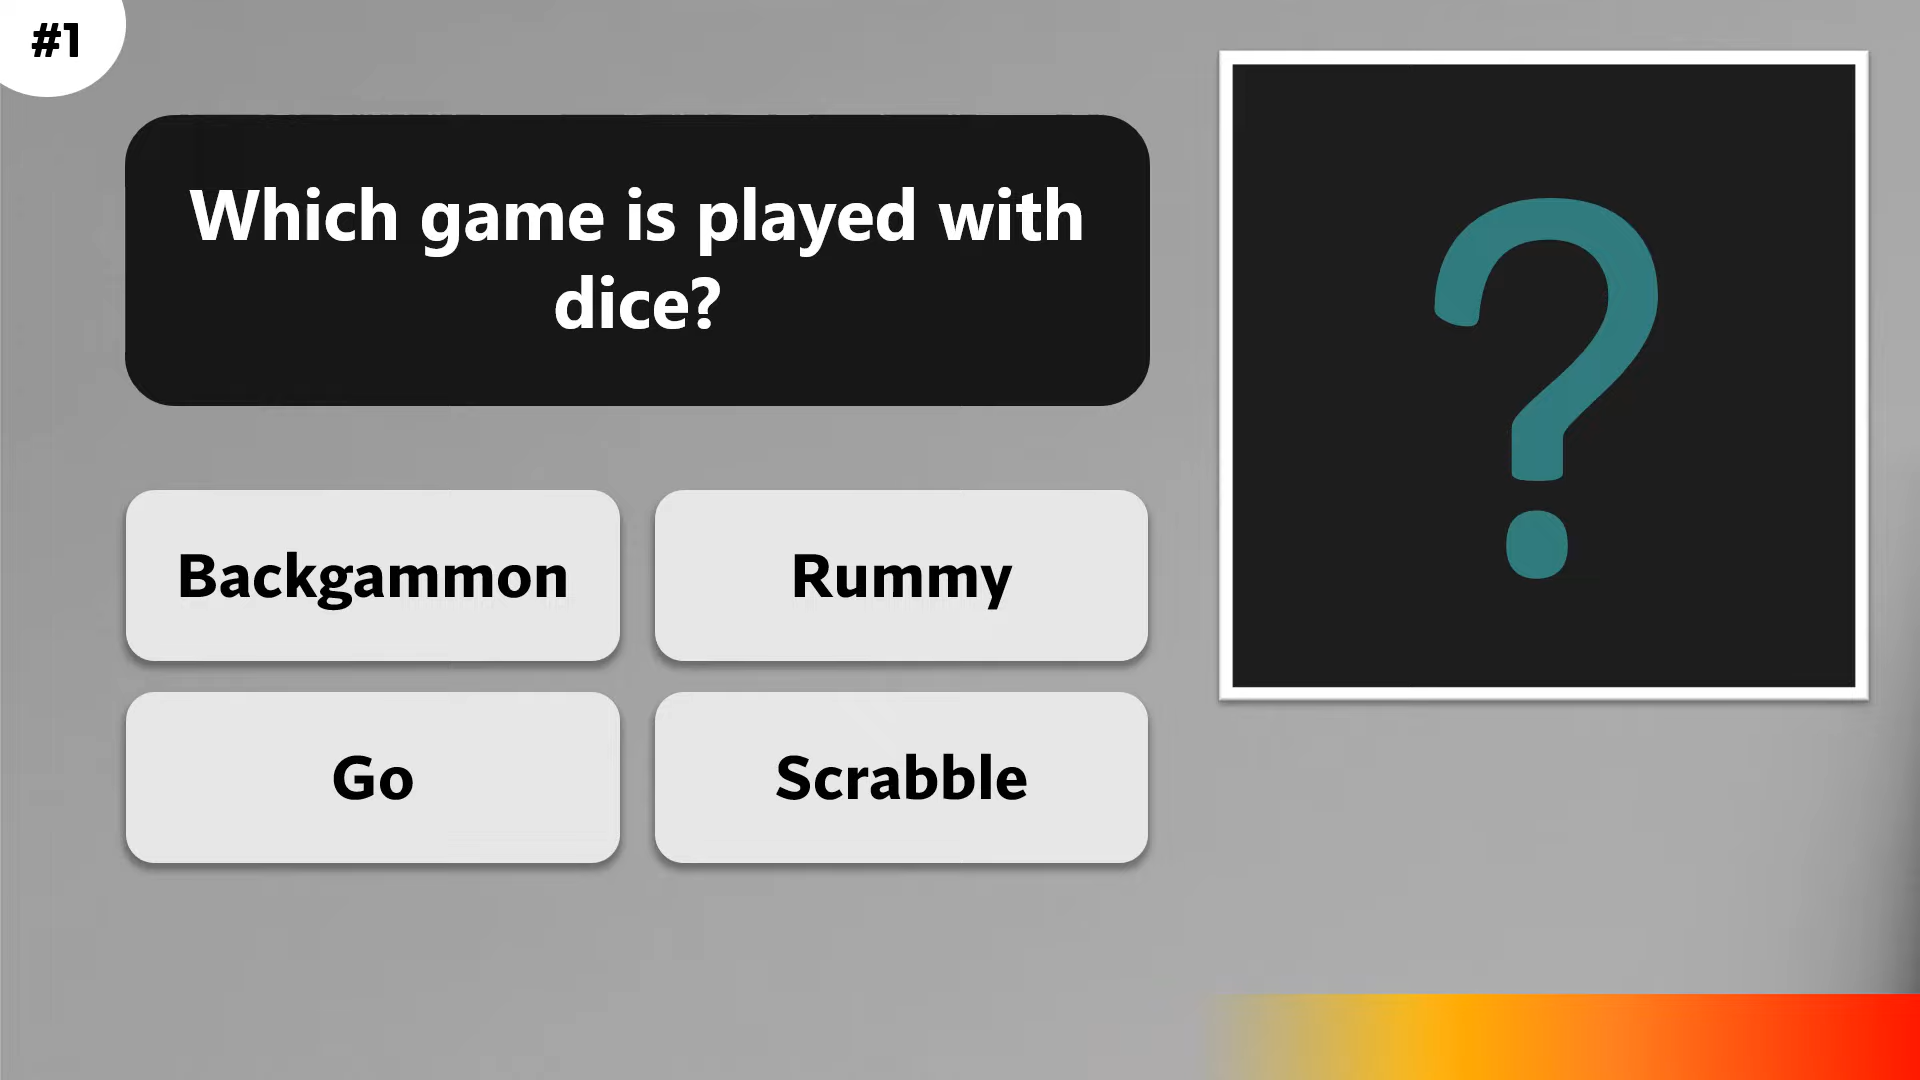 #1
Which game is played with
dice?
Backgammon
Rummy
Go
Scrabble
?